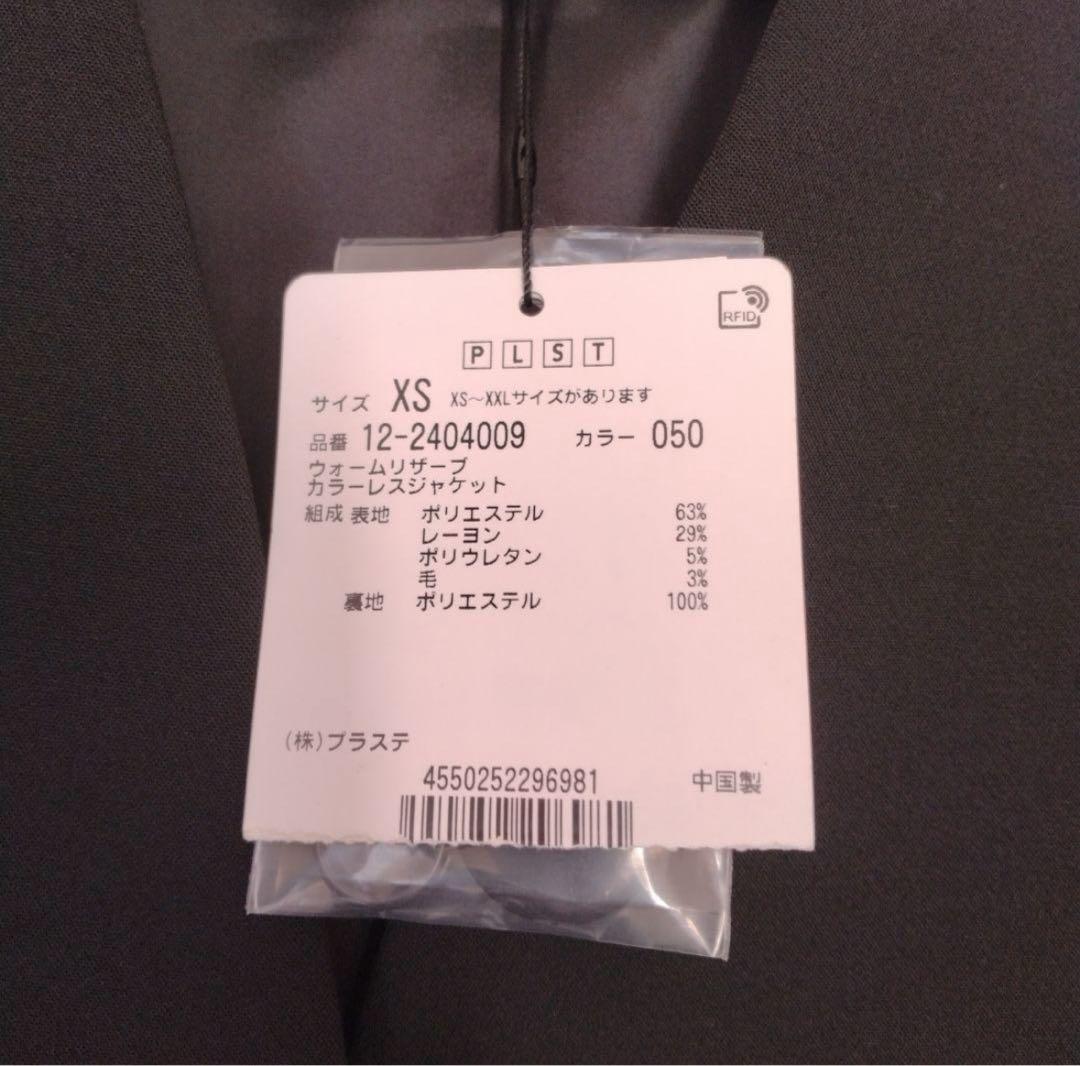 RFID
PLST
サイズ XS XS～XXLサイズがあります
品番 12-2404009 カラー 050
ウォームリザーブ
カラーレスジャケット
組成 表地 ポリエステル 63%
レーヨン 29%
ポリウレタン 5%
毛 3%
裏地 ポリエステル 100%
(株)プラステ
4550252296981 中国製